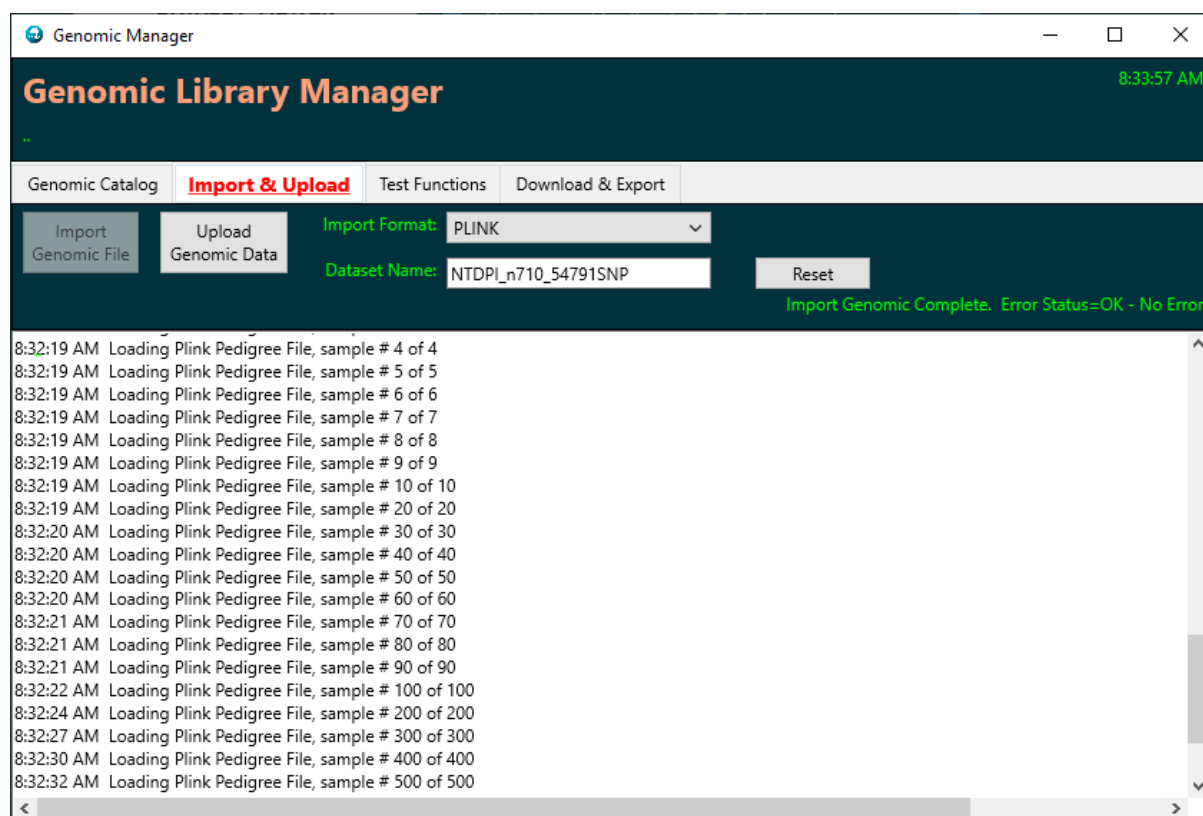 Genomic Manager
Genomic Library Manager
8:33:57 AM
..
Genomic Catalog
Import & Upload
Test Functions
Download & Export
Import
Genomic File
Upload
Genomic Data
Import Format:
PLINK
Dataset Name:
NTDPI_n710_54791SNP
Reset
Import Genomic Complete. Error Status=OK - No Error
8:32:19 AM Loading Plink Pedigree File, sample # 4 of 4
8:32:19 AM Loading Plink Pedigree File, sample # 5 of 5
8:32:19 AM Loading Plink Pedigree File, sample # 6 of 6
8:32:19 AM Loading Plink Pedigree File, sample # 7 of 7
8:32:19 AM Loading Plink Pedigree File, sample # 8 of 8
8:32:19 AM Loading Plink Pedigree File, sample # 9 of 9
8:32:19 AM Loading Plink Pedigree File, sample # 10 of 10
8:32:19 AM Loading Plink Pedigree File, sample # 20 of 20
8:32:20 AM Loading Plink Pedigree File, sample # 30 of 30
8:32:20 AM Loading Plink Pedigree File, sample # 40 of 40
8:32:20 AM Loading Plink Pedigree File, sample # 50 of 50
8:32:20 AM Loading Plink Pedigree File, sample # 60 of 60
8:32:21 AM Loading Plink Pedigree File, sample # 70 of 70
8:32:21 AM Loading Plink Pedigree File, sample # 80 of 80
8:32:21 AM Loading Plink Pedigree File, sample # 90 of 90
8:32:22 AM Loading Plink Pedigree File, sample # 100 of 100
8:32:24 AM Loading Plink Pedigree File, sample # 200 of 200
8:32:27 AM Loading Plink Pedigree File, sample # 300 of 300
8:32:30 AM Loading Plink Pedigree File, sample # 400 of 400
8:32:32 AM Loading Plink Pedigree File, sample # 500 of 500